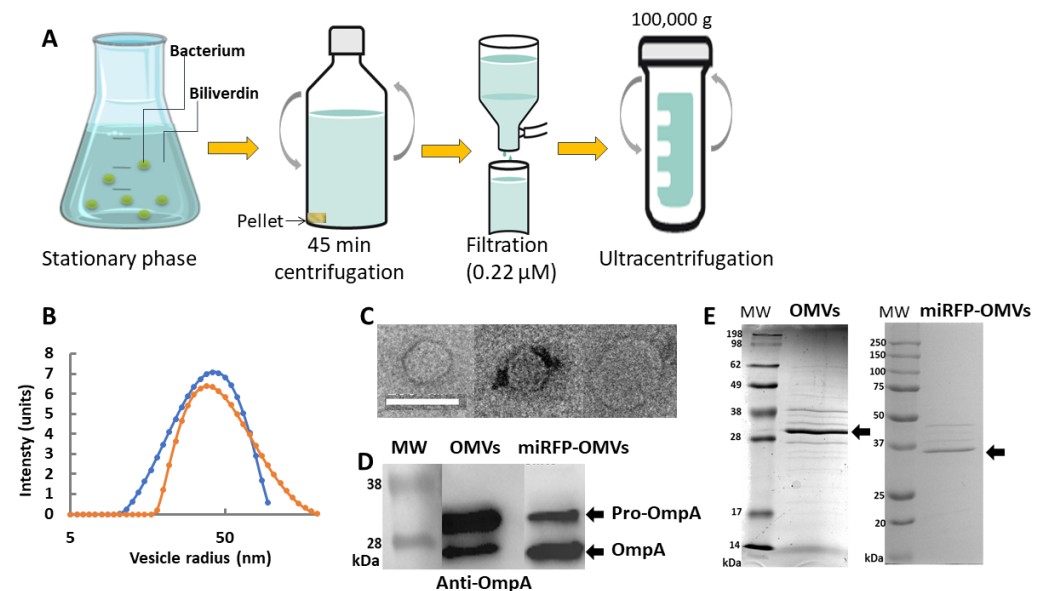 A
Bacterium
Biliverdin
100,000 g
Pellet
Stationary phase
45 min
centrifugation
Filtration
(0.22 µM)
Ultracentrifugation
B
8
7
6
5
4
3
2
1
0
Intensty (units)
5
50
Vesicle radius (nm)
C
D
MW
OMVs
miRFP-OMVs
38
28
kDa
Pro-OmpA
OmpA
Anti-OmpA
E
MW
OMVs
198
98
62
49
38
28
17
14
kDa
MW
miRFP-OMVs
250
150
100
75
50
37
25
20
kDa